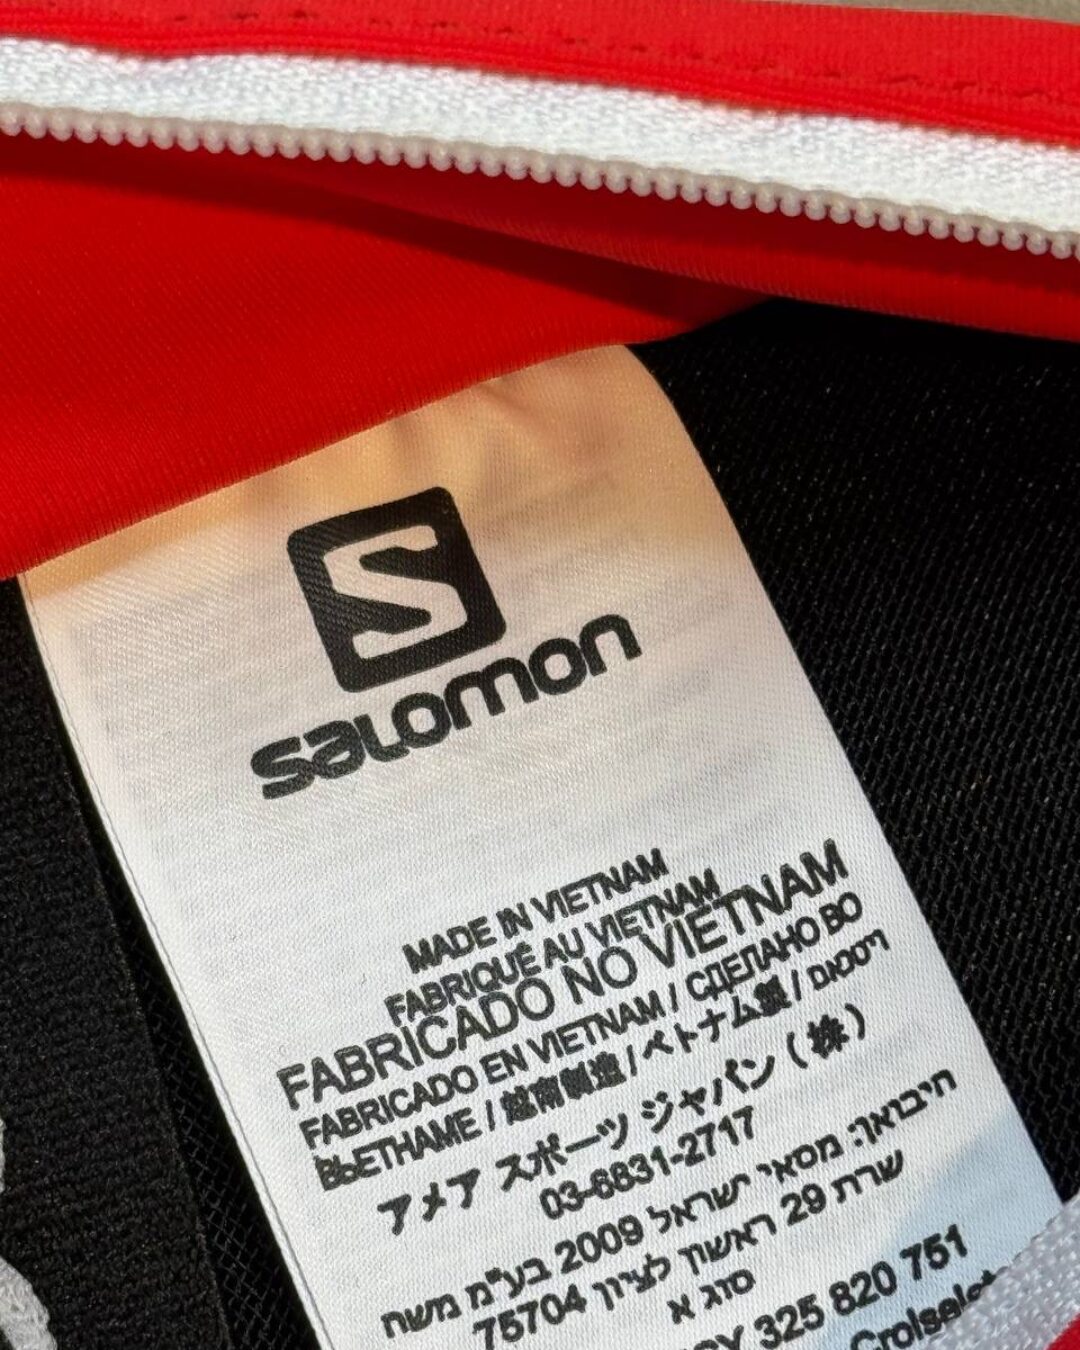 S
salomon
MADE IN VIETNAM
FABRIQUÉ AU VIETNAM
FABRICADO NO VIETNAM
FABRICADO EN VIETNAM / СДЕЛАНО ВО
ВЬЕТНАМЕ / 越南製造 / ベトナム製 / וייטנאם
アメア スポーツ ジャパン ( 株 )
03-6831-2717
היבואן: מסאי ישראל 2009 בע"מ משח
שרת 29 ראשון לציון 75704
סוג א
325 820 751